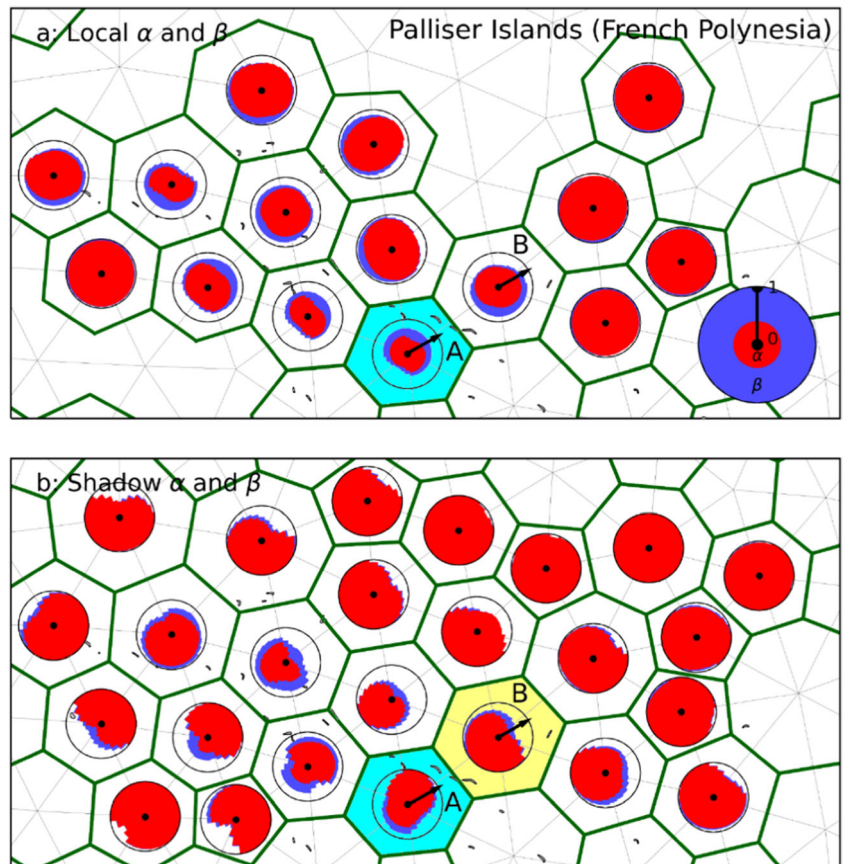 a: Local α and β
Palliser Islands (French Polynesia)
B
A
1
0
α
β
b: Shadow α and β
B
A